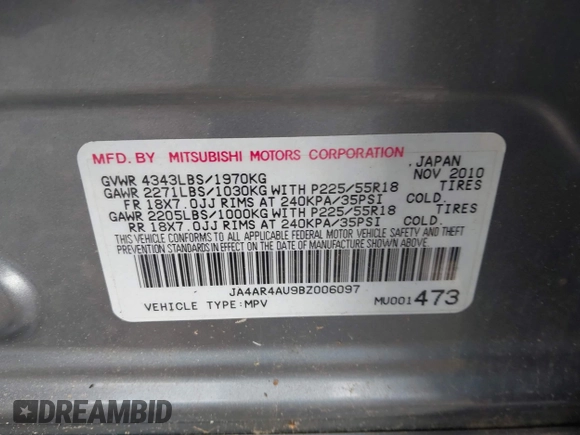 MFD. BY MITSUBISHI MOTORS CORPORATION . JAPAN
GVWR 4343LBS/1970KG NOV 2010
GAWR 2271LBS/1030KG WITH P225/55R18 TIRES
FR 18X7.0JJ RIMS AT 240KPA/35PSI COLD.
GAWR 2205LBS/1000KG WITH P225/55R18 TIRES
RR 18X7.0JJ RIMS AT 240KPA/35PSI COLD.
THIS VEHICLE CONFORMS TO ALL APPLICABLE FEDERAL MOTOR VEHICLE SAFETY AND THEFT
PREVENTION STANDARDS IN EFFECT ON THE DATE OF MANUFACTURE SHOWN ABOVE.
JA4AR4AU9BZ006097
VEHICLE TYPE:MPV MU001473
DREAMBID